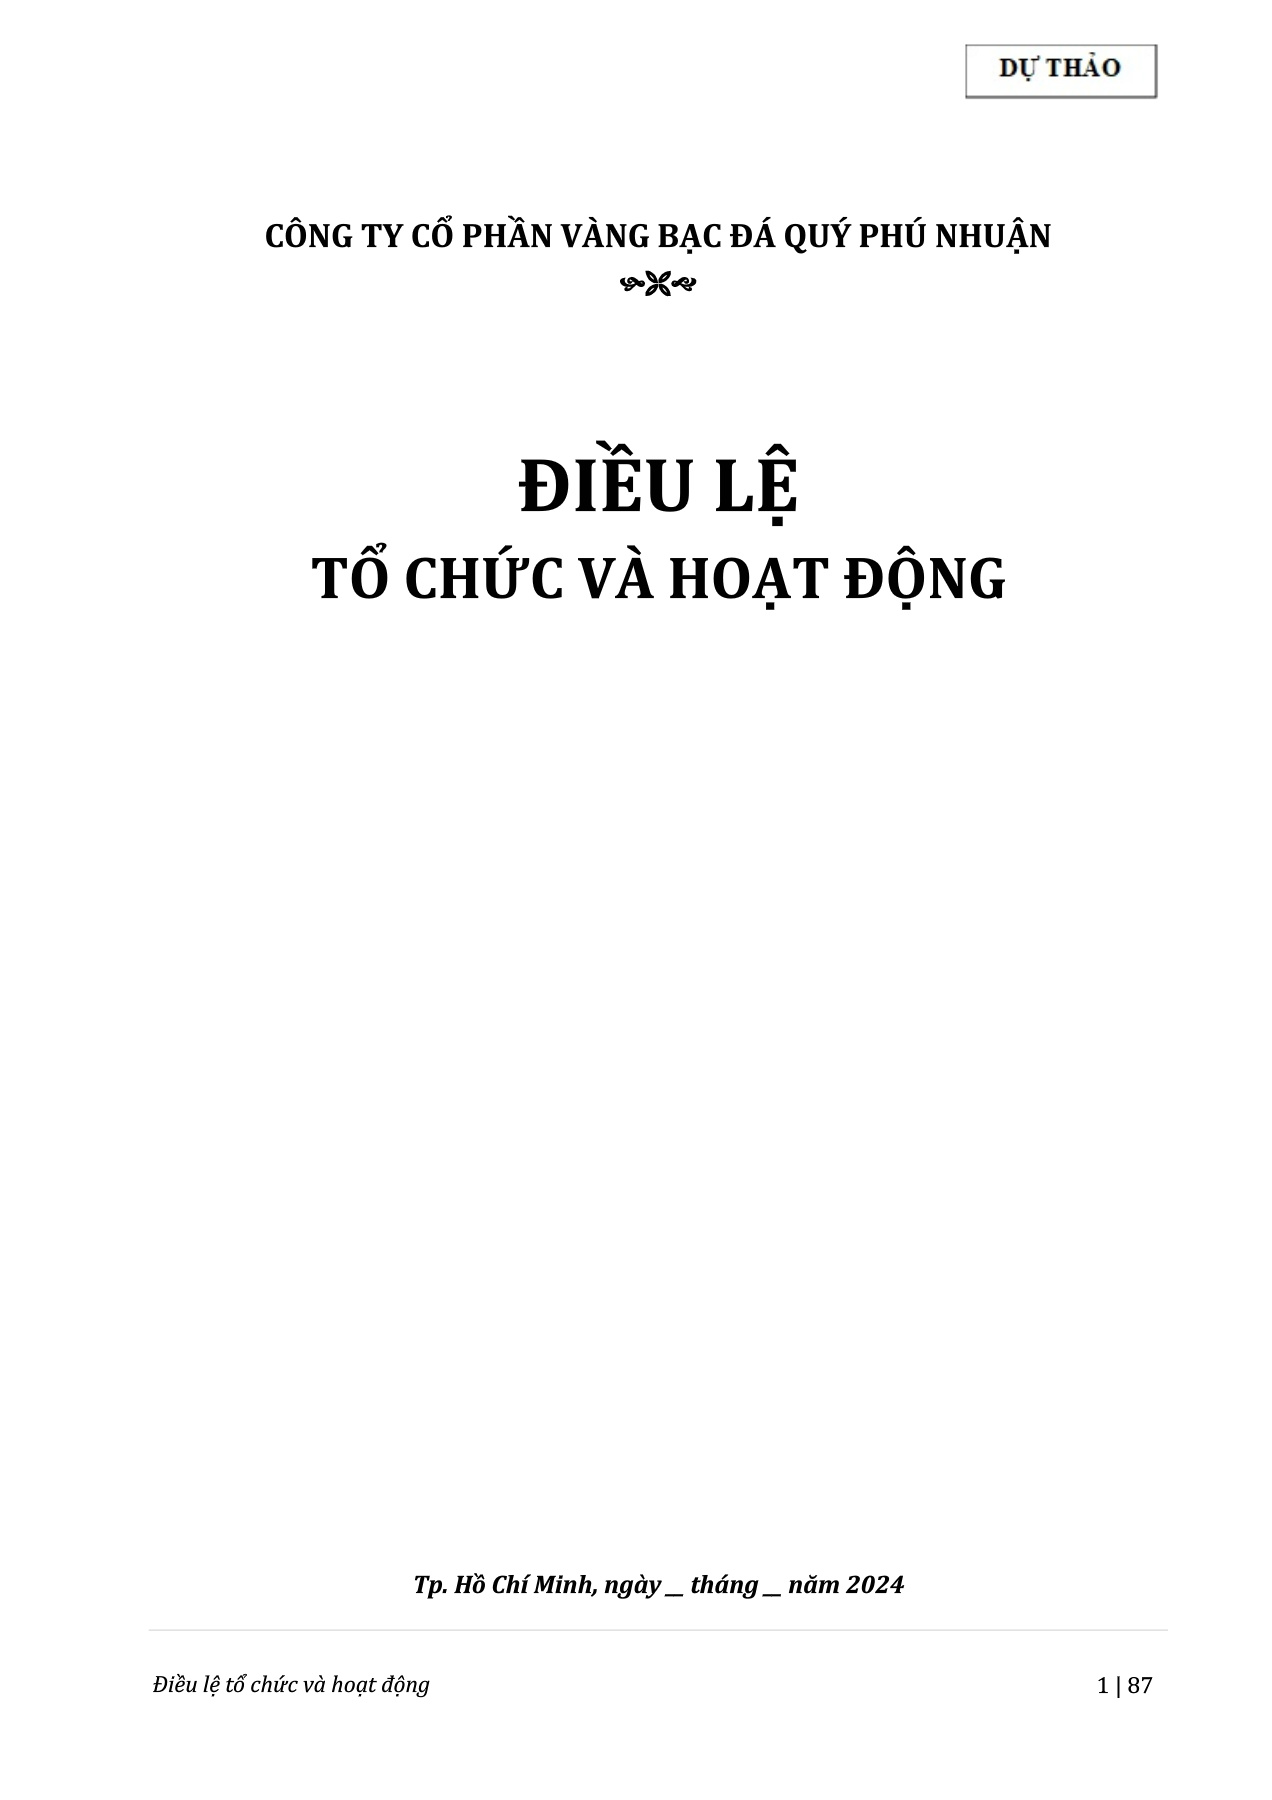 DỰ THẢO
CÔNG TY CỔ PHẦN VÀNG BẠC ĐÁ QUÝ PHÚ NHUẬN
ĐIỀU LỆ
TỔ CHỨC VÀ HOẠT ĐỘNG
Tp. Hồ Chí Minh, ngày __ tháng __ năm 2024
Điều lệ tổ chức và hoạt động 1 | 87